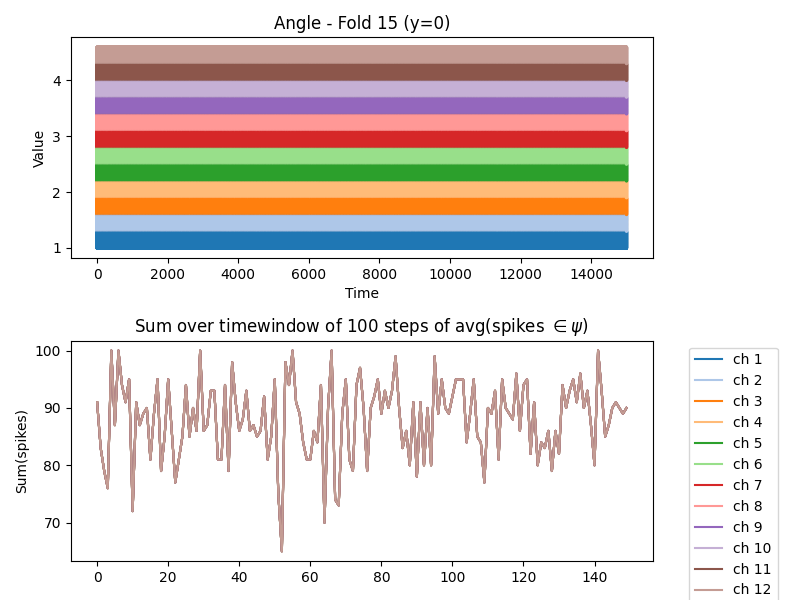 Angle - Fold 15 (y=0)
Value
4
3
2
1
0 2000 4000 6000 8000 10000 12000 14000
Time
Sum over timewindow of 100 steps of avg(spikes ∈ ψ)
Sum(spikes)
100
90
80
70
0 20 40 60 80 100 120 140
ch 1
ch 2
ch 3
ch 4
ch 5
ch 6
ch 7
ch 8
ch 9
ch 10
ch 11
ch 12